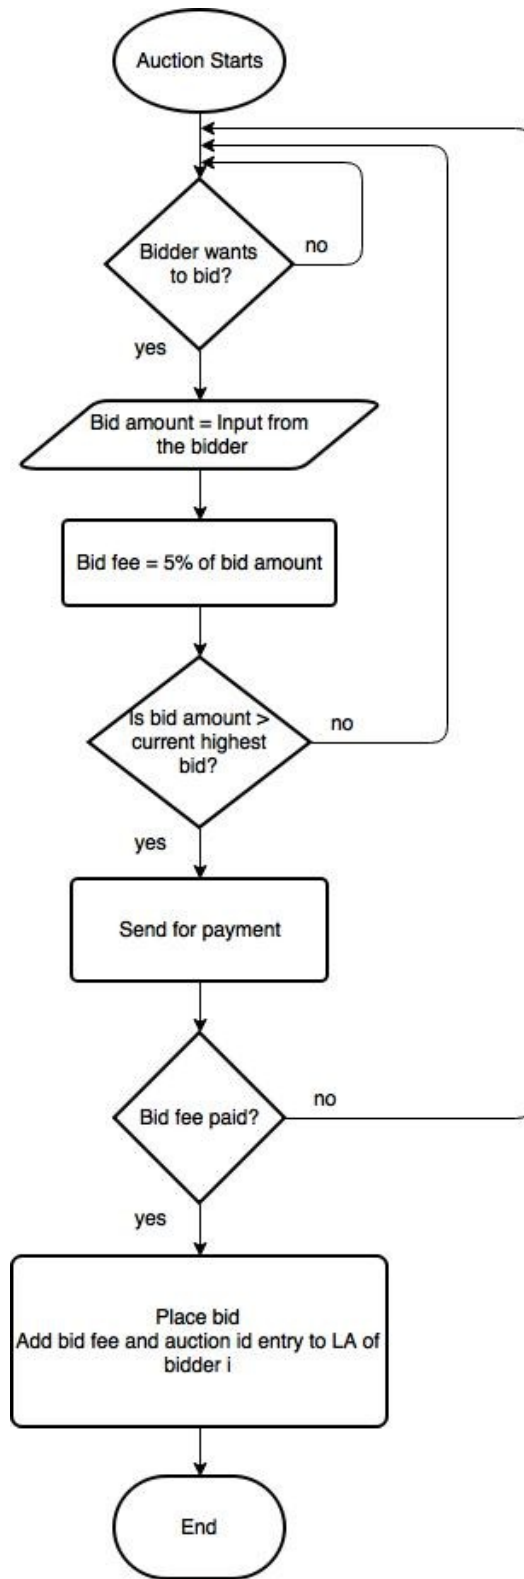 Auction Starts
Bidder wants
to bid?
no
yes
Bid amount = Input from
the bidder
Bid fee = 5% of bid amount
Is bid amount >
current highest
bid?
no
yes
Send for payment
Bid fee paid?
no
yes
Place bid
Add bid fee and auction id entry to LA of
bidder i
End